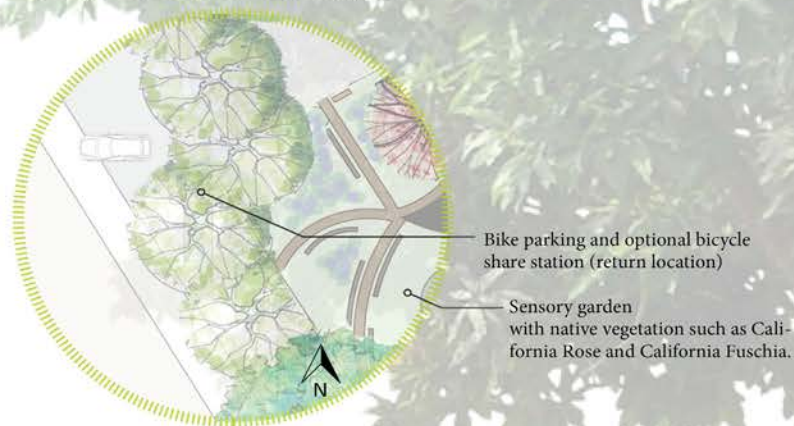 Bike parking and optional bicycle
share station (return location)
Sensory garden
with native vegetation such as Cali-
fornia Rose and California Fuschia.
N